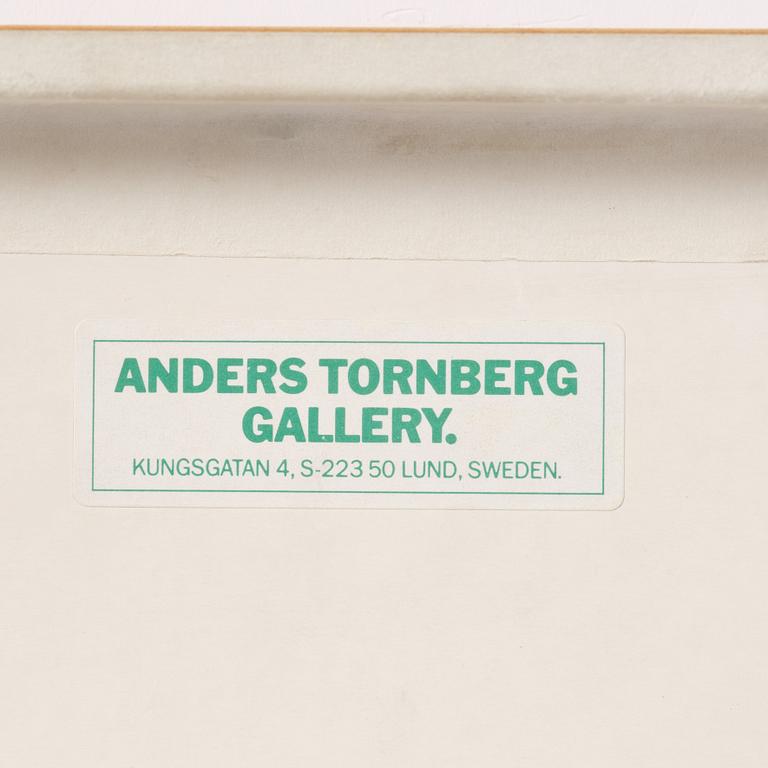 ANDERS TORNBERG
GALLERY.
KUNGSGATAN 4, S-223 50 LUND, SWEDEN.